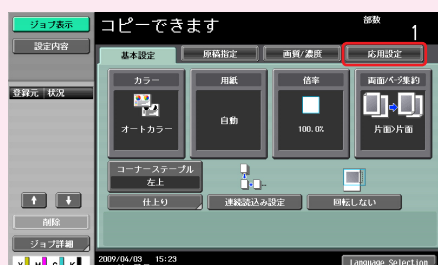 ジョブ表示
設定内容
登録元 状況
削除
ジョブ詳細
コピーできます
部数
1
基本設定
原稿指定
画質/濃度
応用設定
カラー
オートカラー
用紙
自動
倍率
100.0%
両面/ページ集約
片面>片面
コーナーステープル
左上
仕上り
連続読込み設定
回転しない
2009/04/03 15:23
Language Selection
Y M C K